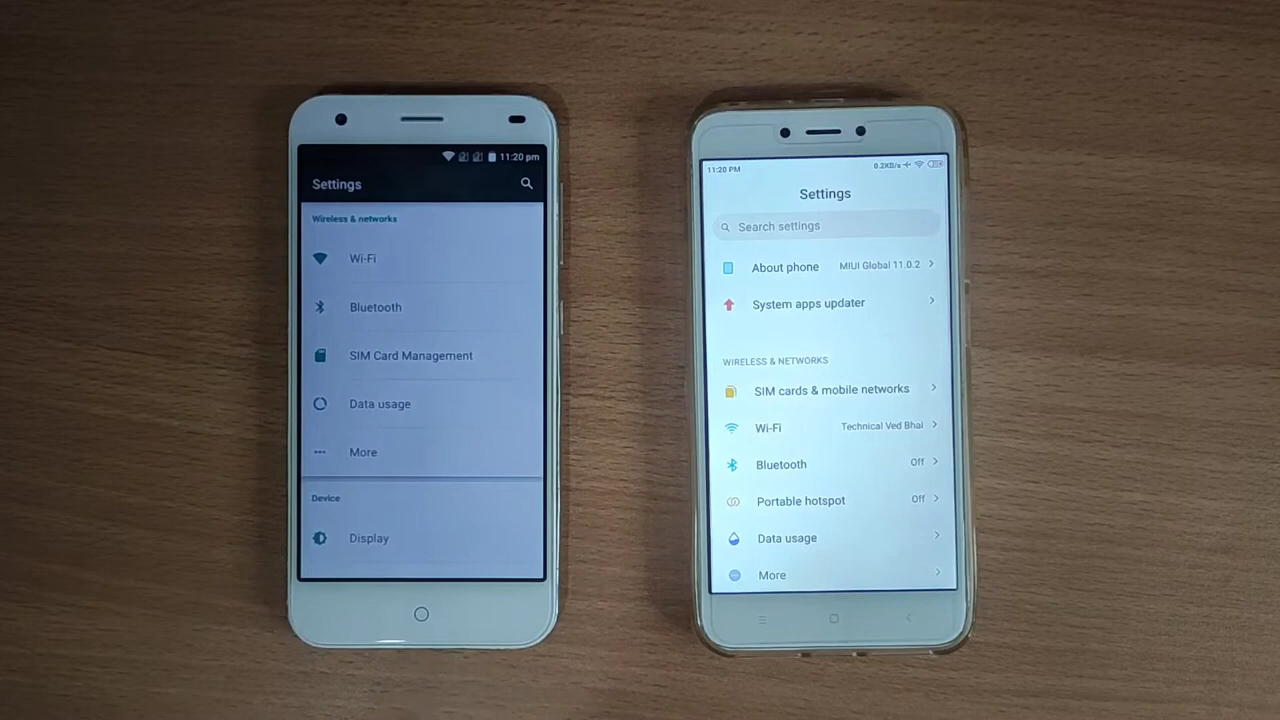 11:20 pm
Settings
Wireless & networks
Wi-Fi
Bluetooth
SIM Card Management
Data usage
More
Device
Display
11:20 PM 0.2KB/s
Settings
Search settings
About phone MIUI Global 11.0.2
System apps updater
WIRELESS & NETWORKS
SIM cards & mobile networks
Wi-Fi Technical Ved Bhai
Bluetooth Off
Portable hotspot Off
Data usage
More